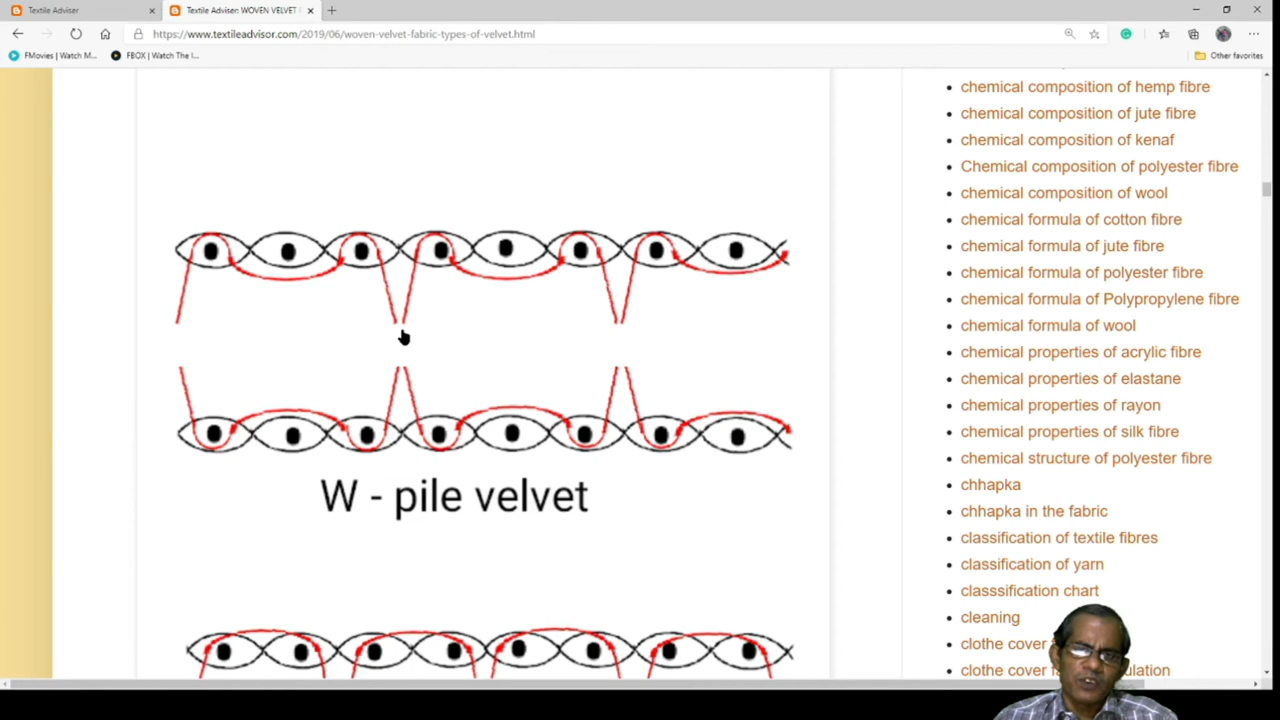 Textile Adviser
Textile Adviser: WOVEN VELVET
https://www.textileadvisor.com/2019/06/woven-velvet-fabric-types-of-velvet.html
FMovies | Watch M...
FBOX | Watch The I...
Other favorites
chemical composition of hemp fibre
chemical composition of jute fibre
chemical composition of kenaf
Chemical composition of polyester fibre
chemical composition of wool
chemical formula of cotton fibre
chemical formula of jute fibre
chemical formula of polyester fibre
chemical formula of Polypropylene fibre
chemical formula of wool
chemical properties of acrylic fibre
chemical properties of elastane
chemical properties of rayon
chemical properties of silk fibre
chemical structure of polyester fibre
chhapka
chhapka in the fabric
classification of textile fibres
classification of yarn
classsification chart
cleaning
clothe cover
clothe cover
W - pile velvet